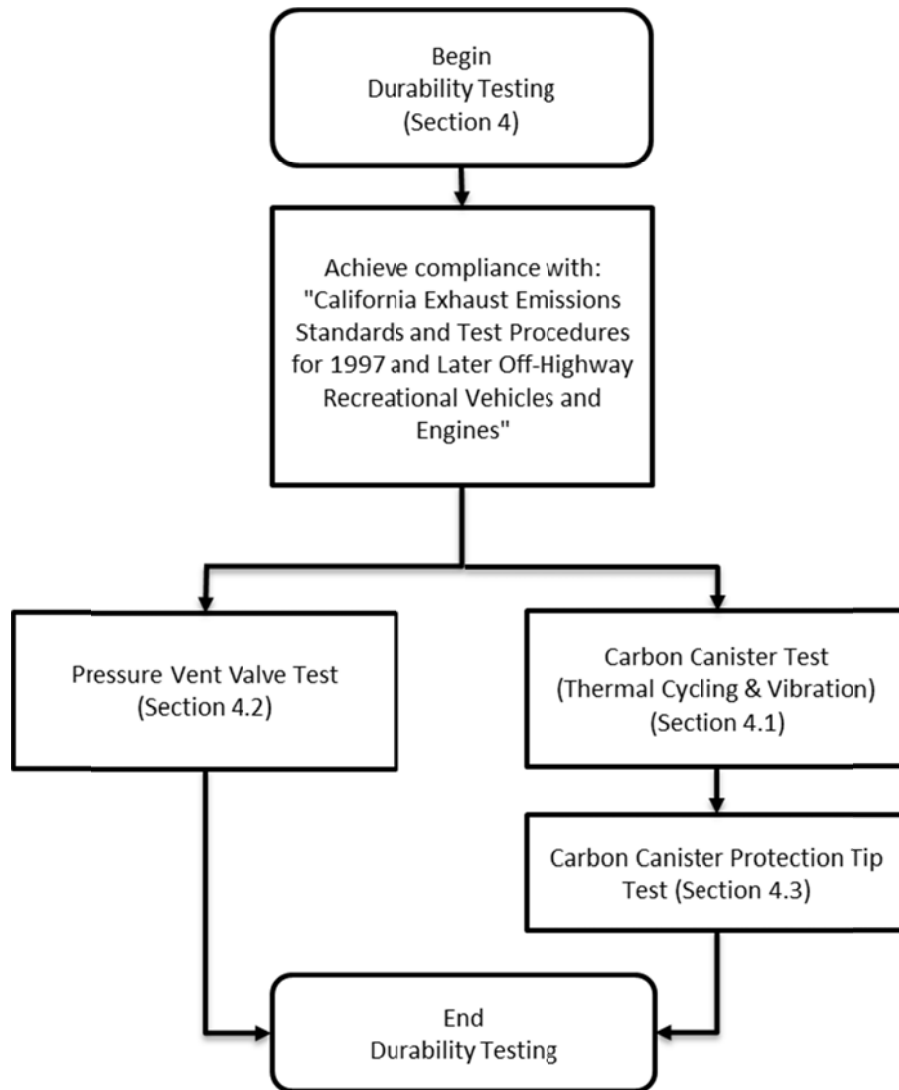 Begin
Durability Testing
(Section 4)
Achieve compliance with:
"California Exhaust Emissions
Standards and Test Procedures
for 1997 and Later Off-Highway
Recreational Vehicles and
Engines"
Pressure Vent Valve Test
(Section 4.2)
Carbon Canister Test
(Thermal Cycling & Vibration)
(Section 4.1)
Carbon Canister Protection Tip
Test (Section 4.3)
End
Durability Testing